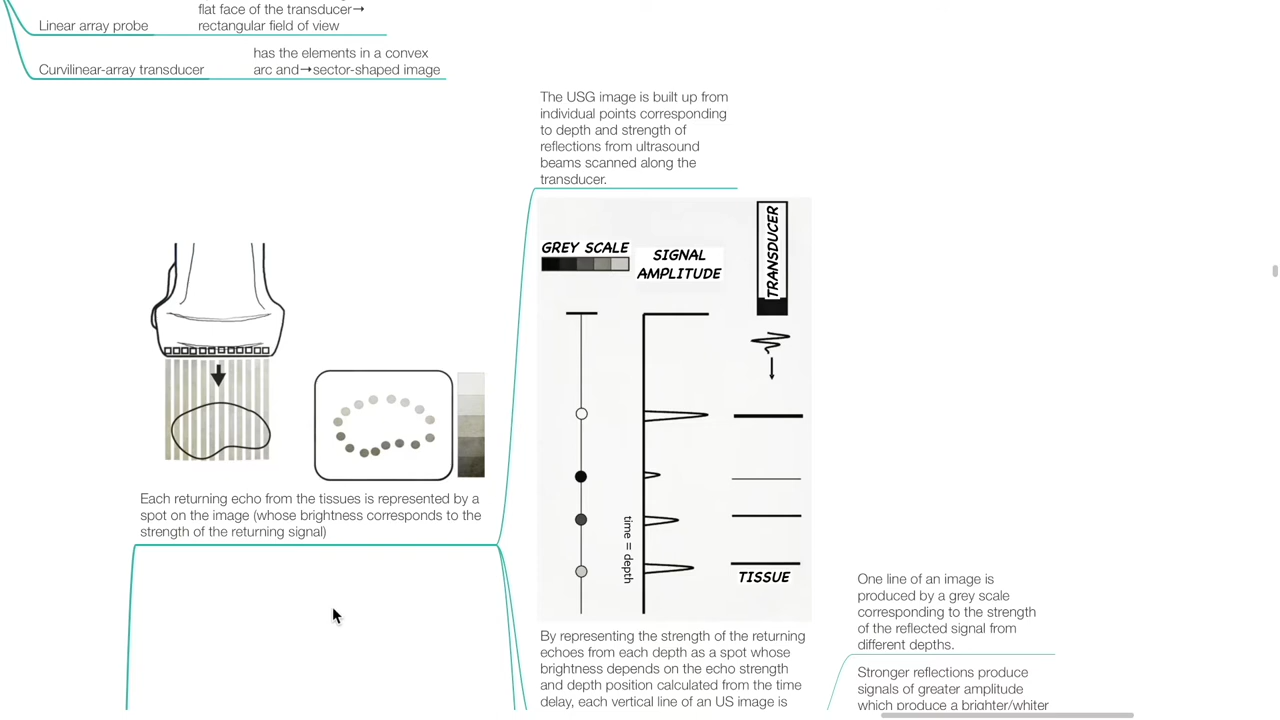 flat face of the transducer→
Linear array probe
rectangular field of view
has the elements in a convex
Curvilinear-array transducer
arc and→sector-shaped image
The USG image is built up from
individual points corresponding
to depth and strength of
reflections from ultrasound
beams scanned along the
transducer.
GREY SCALE
SIGNAL
AMPLITUDE
TRANSDUCER
time = depth
TISSUE
Each returning echo from the tissues is represented by a
spot on the image (whose brightness corresponds to the
strength of the returning signal)
By representing the strength of the returning
echoes from each depth as a spot whose
brightness depends on the echo strength
and depth position calculated from the time
delay, each vertical line of an US image is
One line of an image is
produced by a grey scale
corresponding to the strength
of the reflected signal from
different depths.
Stronger reflections produce
signals of greater amplitude
which produce a brighter/whiter